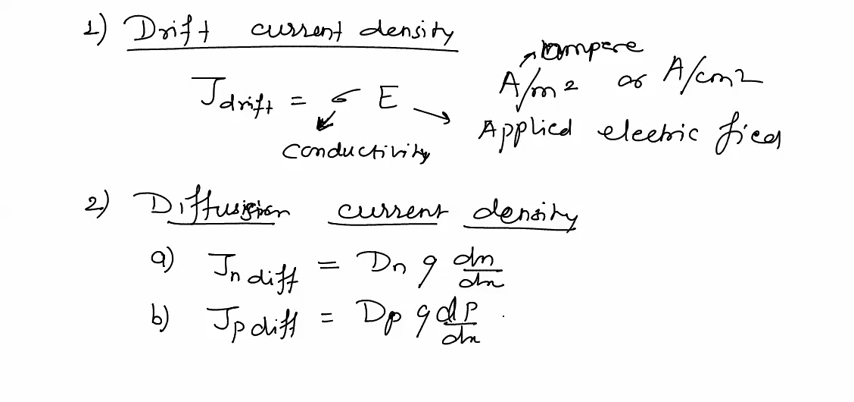 1) Drift current density
Ampere
J drift = σ E A/m2 or A/cm2
conductivity Applied electric field
2) Diffusion current density
a) Jn diff = Dn q dn/dx
b) Jp diff = Dp q dp/dx